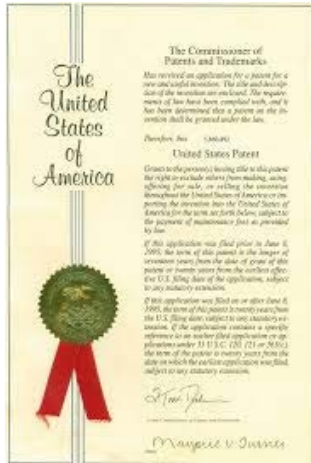 The
United
States
of
America
The Commissioner of
Patents and Trademarks
Has received an application for a patent for a
new and useful invention. The title and descrip-
tion of the invention are enclosed. The require-
ments of law have been complied with, and it
has been determined that a patent on the in-
vention shall be granted under the law.
Therefore, this
United States Patent
Grants to the person(s) having title to this patent
the right to exclude others from making, using,
offering for sale, or selling the invention
throughout the United States of America or im-
porting the invention into the United States of
America for the term set forth below, subject to
the payment of maintenance fees as provided
by law.
If this application was filed prior to June 8,
1995, the term of this patent is the longer of
seventeen years from the date of grant of this
patent or twenty years from the earliest effec-
tive U.S. filing date of the application, subject
to any statutory extension.
If this application was filed on or after June 8,
1995, the term of this patent is twenty years from
the U.S. filing date, subject to any statutory ex-
tension. If the application contains a specific
reference to an earlier filed application or ap-
plications under 35 U.S.C. 120, 121 or 365(c),
the term of the patent is twenty years from the
date on which the earliest application was filed,
subject to any statutory extension.
Marjorie V. Turner